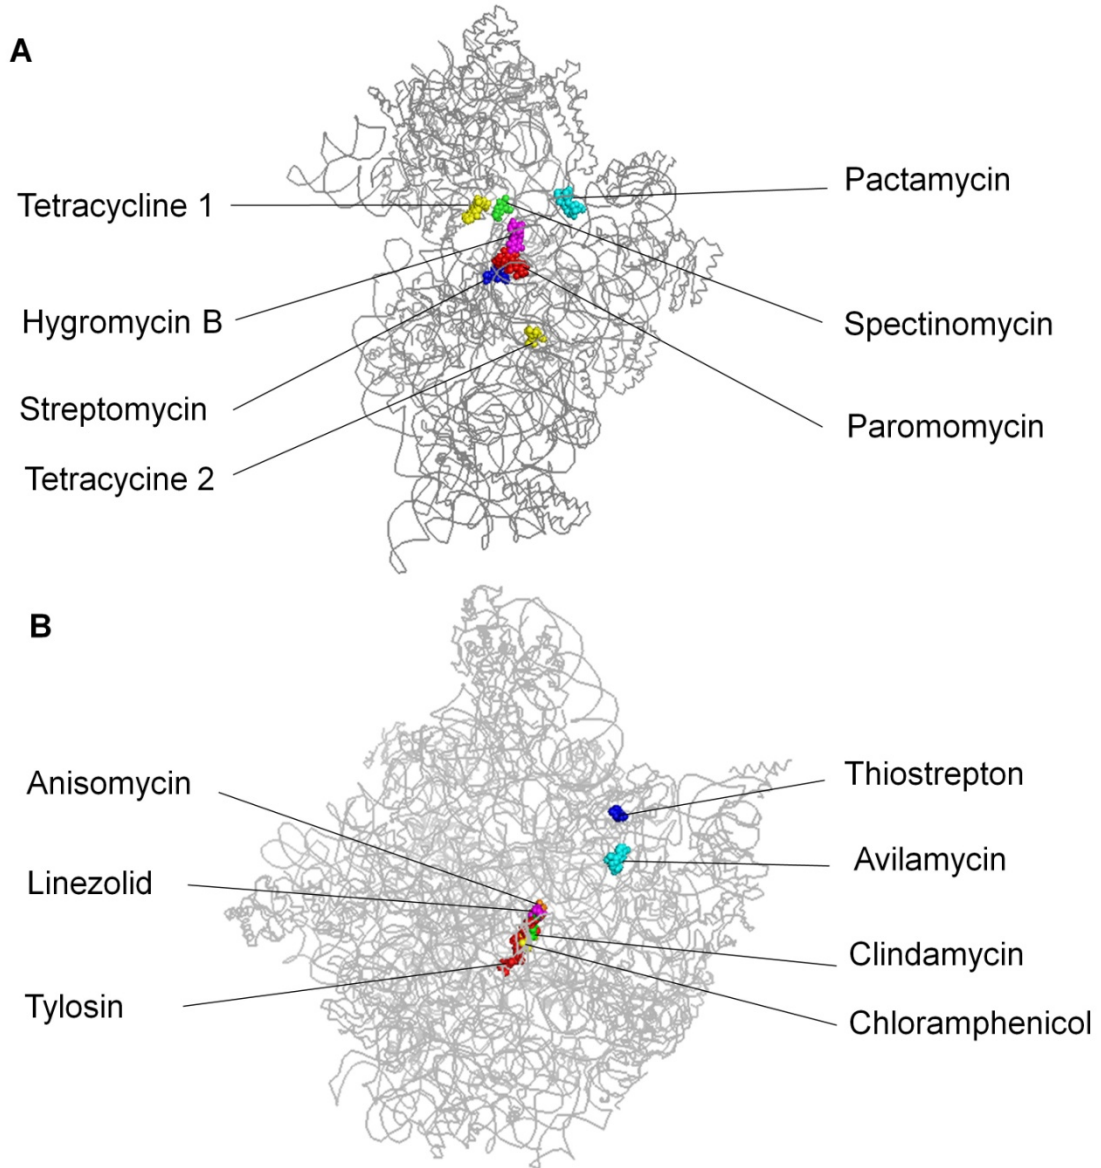 A
Tetracycline 1
Hygromycin B
Streptomycin
Tetracycine 2
Pactamycin
Spectinomycin
Paromomycin
B
Anisomycin
Linezolid
Tylosin
Thiostrepton
Avilamycin
Clindamycin
Chloramphenicol